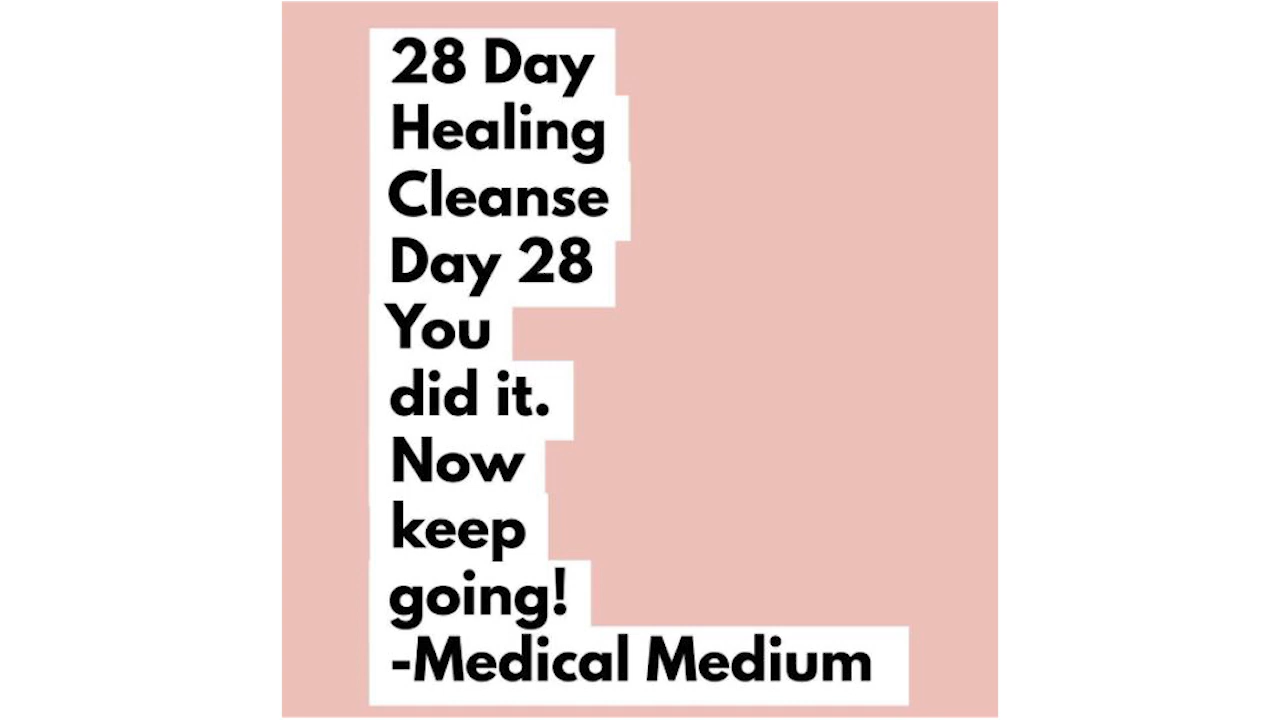 28 Day
Healing
Cleanse
Day 28
You
did it.
Now
keep
going!
-Medical Medium